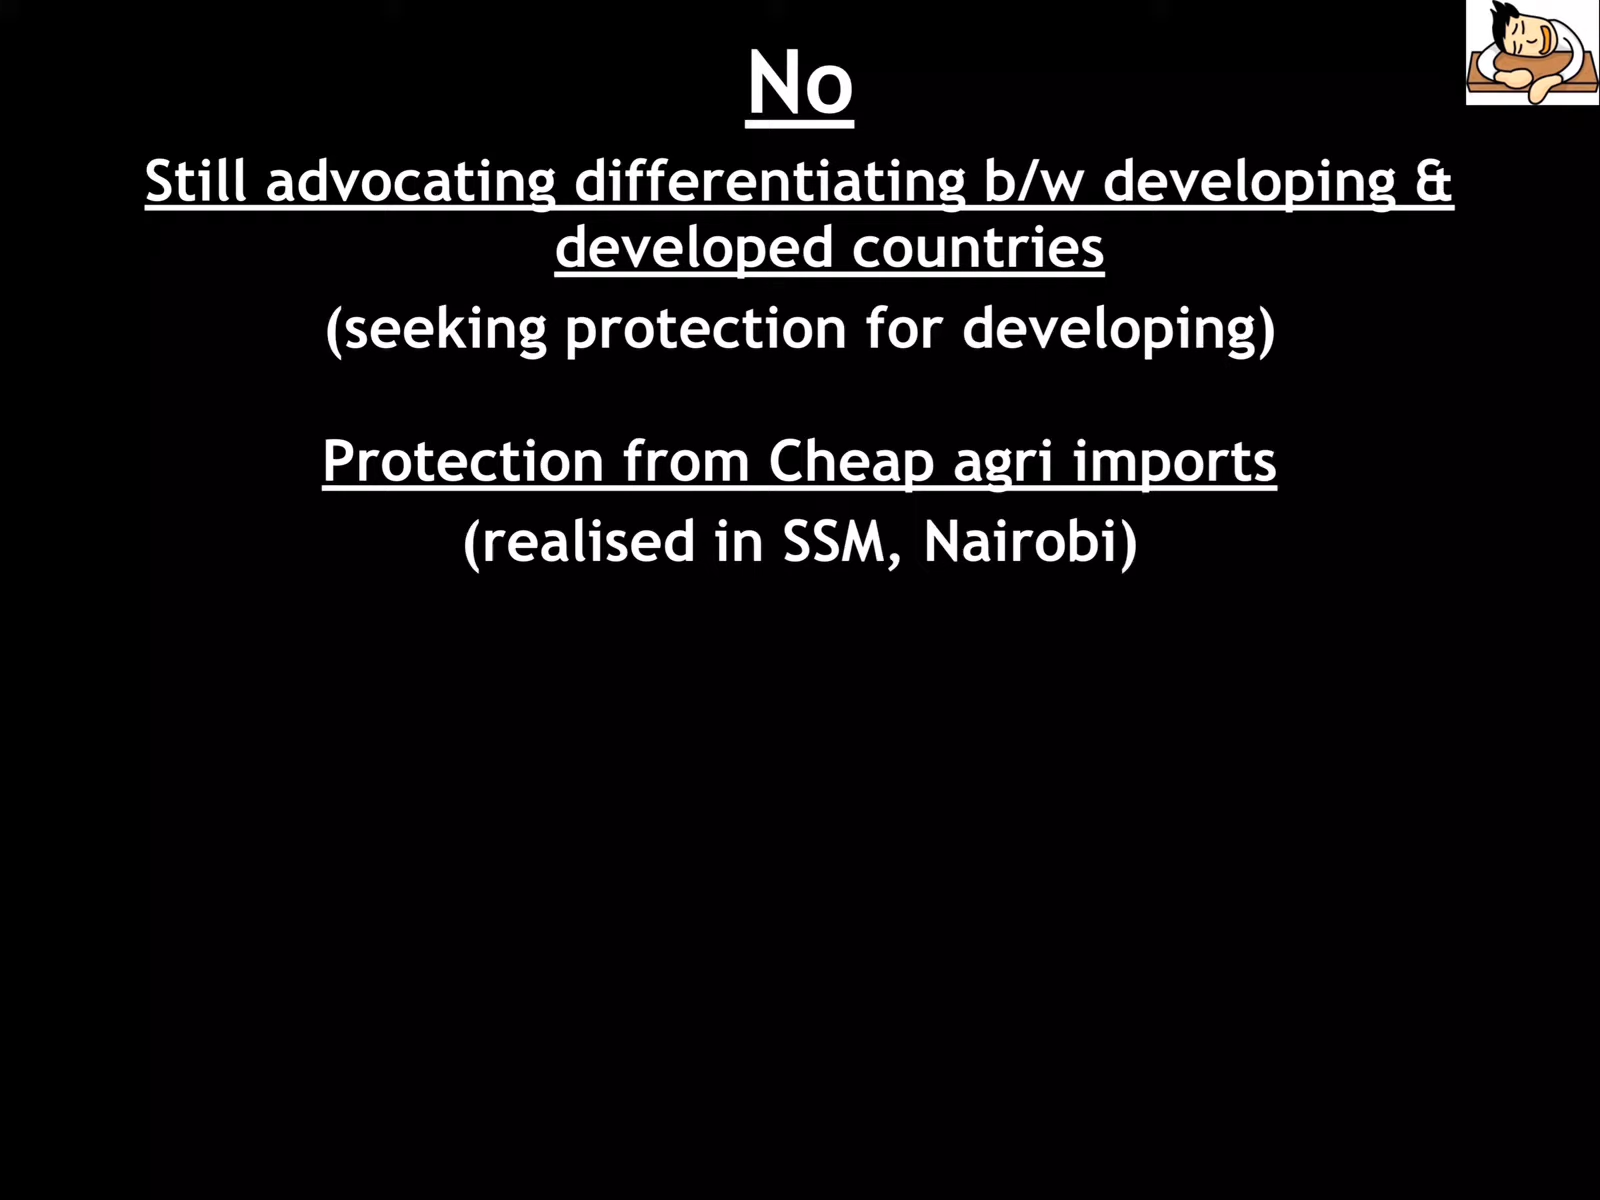 No
Still advocating differentiating b/w developing &
developed countries
(seeking protection for developing)
Protection from Cheap agri imports
(realised in SSM, Nairobi)